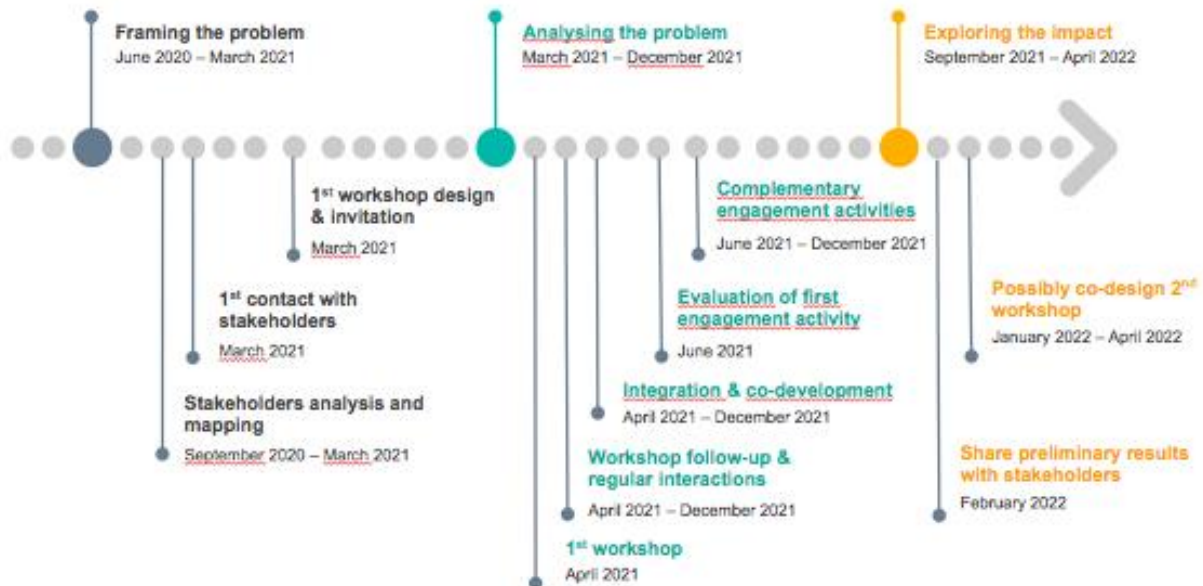 Framing the problem
June 2020 – March 2021
Analysing the problem
March 2021 – December 2021
Exploring the impact
September 2021 – April 2022
1st workshop design
& invitation
March 2021
1st contact with
stakeholders
March 2021
Stakeholders analysis and
mapping
September 2020 – March 2021
Complementary
engagement activities
June 2021 – December 2021
Evaluation of first
engagement activity
June 2021
Integration & co-development
April 2021 – December 2021
Workshop follow-up &
regular interactions
April 2021 – December 2021
1st workshop
April 2021
Possibly co-design 2nd
workshop
January 2022 – April 2022
Share preliminary results
with stakeholders
February 2022